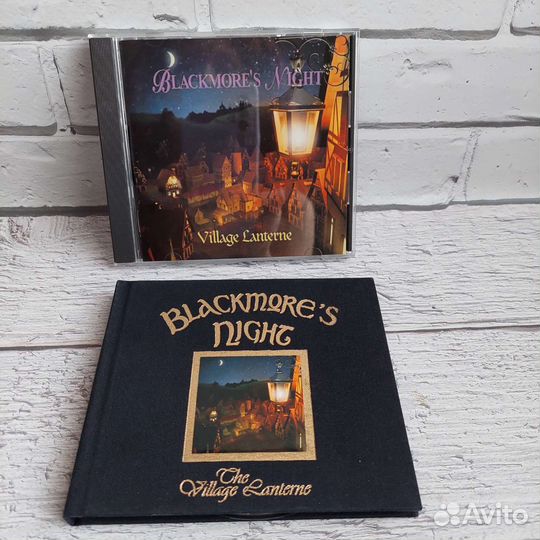 Blackmore's Night
Village Lanterne
Blackmore's
Night
The
Village Lanterne
Avito